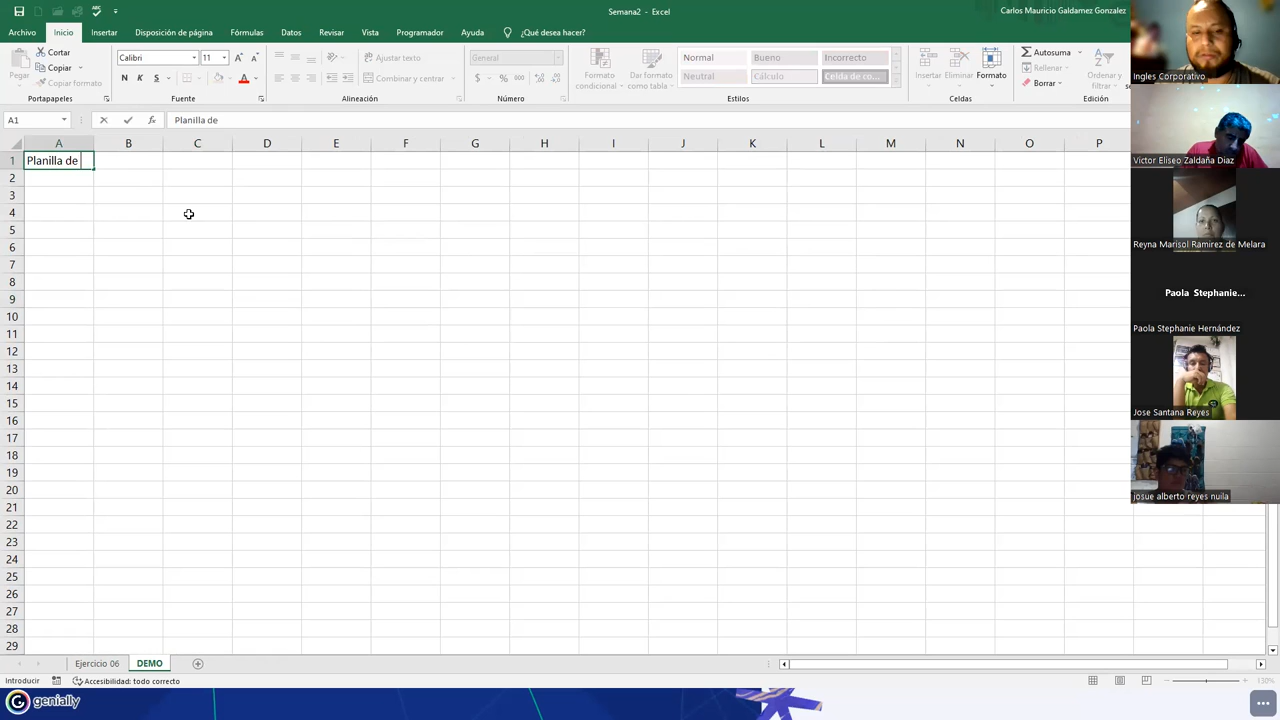 Semana2 - Excel
Carlos Mauricio Galdamez Gonzalez
Archivo Inicio Insertar Disposición de página Fórmulas Datos Revisar Vista Programador Ayuda ¿Qué desea hacer?
Pegar
Cortar
Copiar
Copiar formato
Portapapeles
Calibri 11
N K S
Fuente
Ajustar texto
Combinar y centrar
Alineación
General
Número
Formato condicional
Dar formato como tabla
Normal Bueno Incorrecto
Neutral Cálculo Celda de co...
Estilos
Insertar Eliminar Formato
Celdas
Autosuma
Rellenar
Borrar
Ordenar y
Edición
A1 fx Planilla de
A B C D E F G H I J K L M N O P
1 Planilla de
2
3
4
5
6
7
8
9
10
11
12
13
14
15
16
17
18
19
20
21
22
23
24
25
26
27
28
29
Ejercicio 06 DEMO
Introducir Accesibilidad: todo correcto 130%
genially
Ingles Corporativo
Víctor Eliseo Zaldaña Diaz
Reyna Marisol Ramirez de Melara
Paola Stephanie...
Paola Stephanie Hernández
Jose Santana Reyes
josue alberto reyes nuila